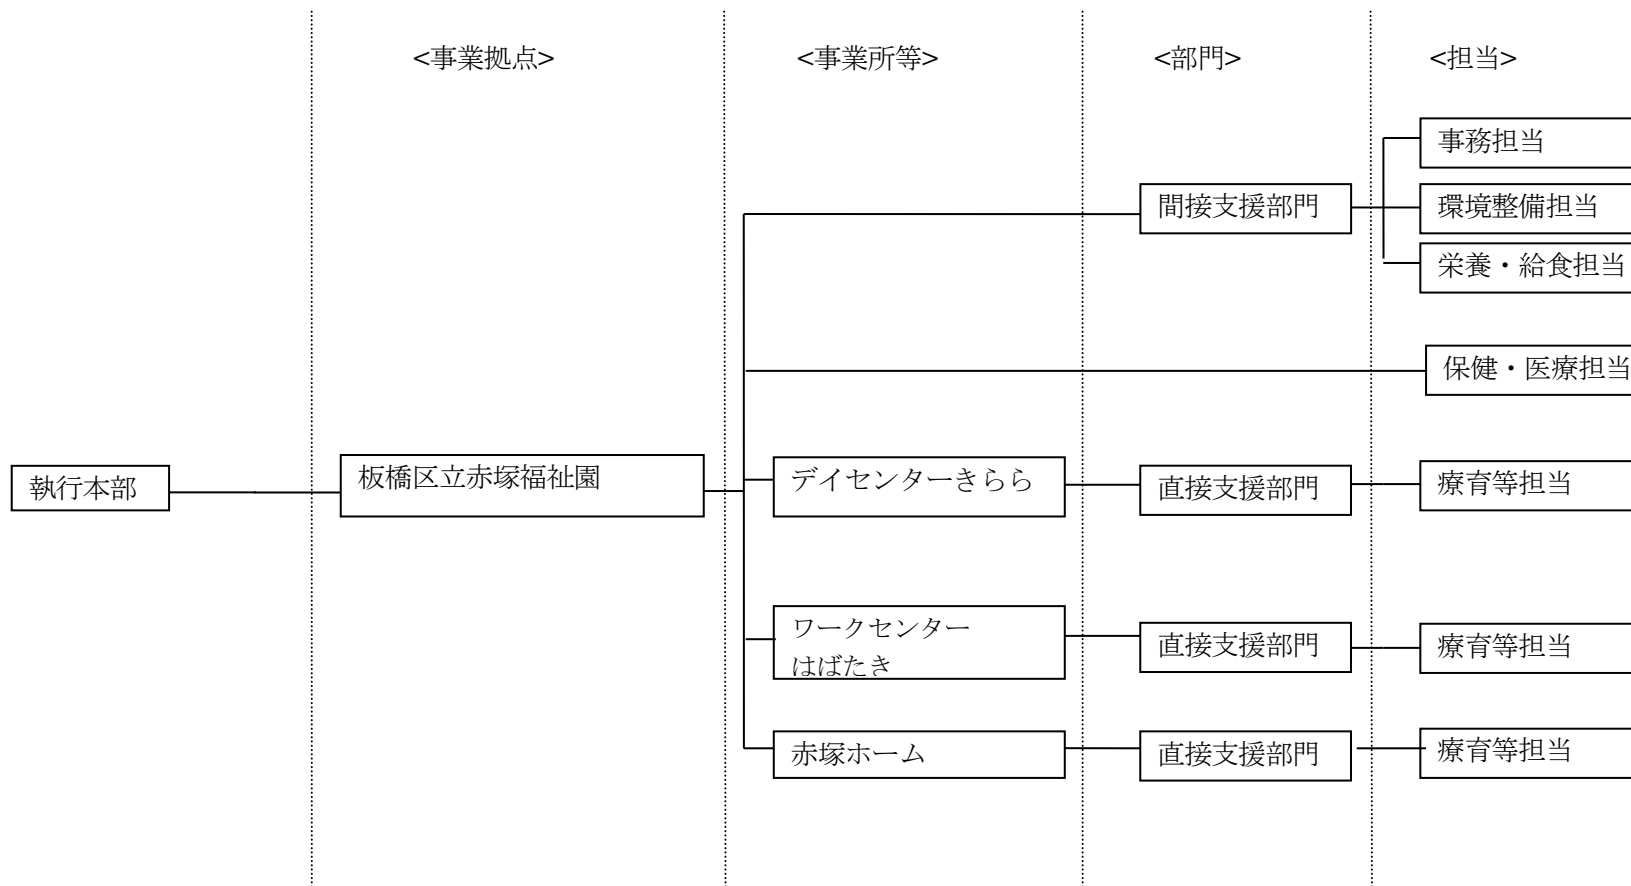 <事業拠点>
<事業所等>
<部門>
<担当>
事務担当
間接支援部門
環境整備担当
栄養・給食担当
保健・医療担当
執行本部
板橋区立赤塚福祉園
デイセンターきらら
直接支援部門
療育等担当
ワークセンター
はばたき
直接支援部門
療育等担当
赤塚ホーム
直接支援部門
療育等担当